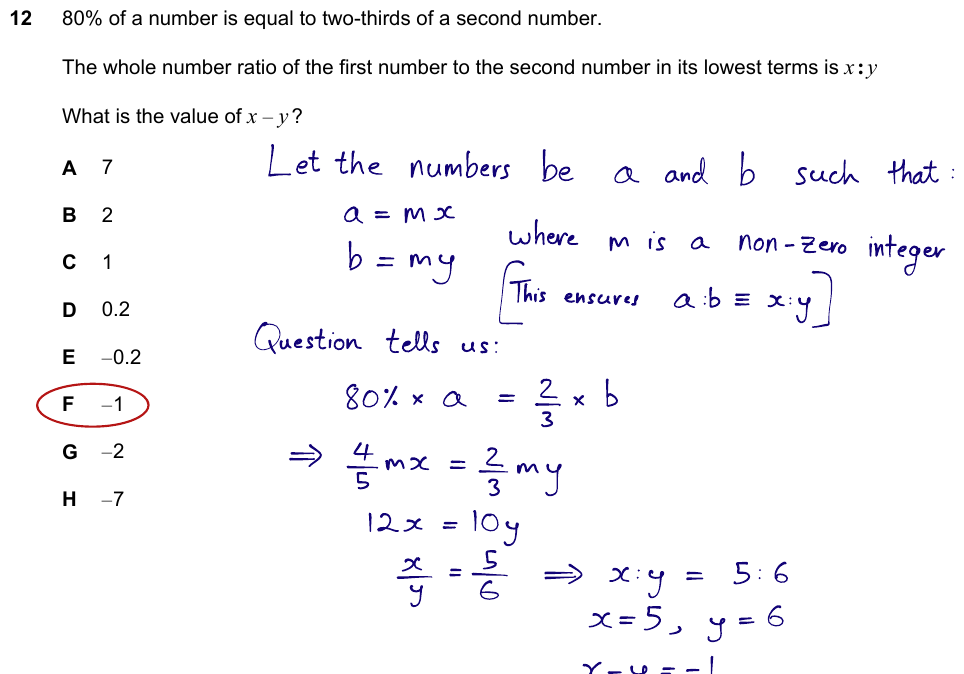 12 80% of a number is equal to two-thirds of a second number.
The whole number ratio of the first number to the second number in its lowest terms is x : y
What is the value of x – y ?
A 7
B 2
C 1
D 0.2
E –0.2
F –1
G –2
H –7
Let the numbers be a and b such that :
a = mx
b = my
where m is a non-zero integer
[This ensures a:b ≡ x:y]
Question tells us:
80% × a = 2/3 × b
⇒ 4/5 mx = 2/3 my
12x = 10y
x/y = 5/6 ⇒ x:y = 5:6
x=5, y=6
x-y = -1